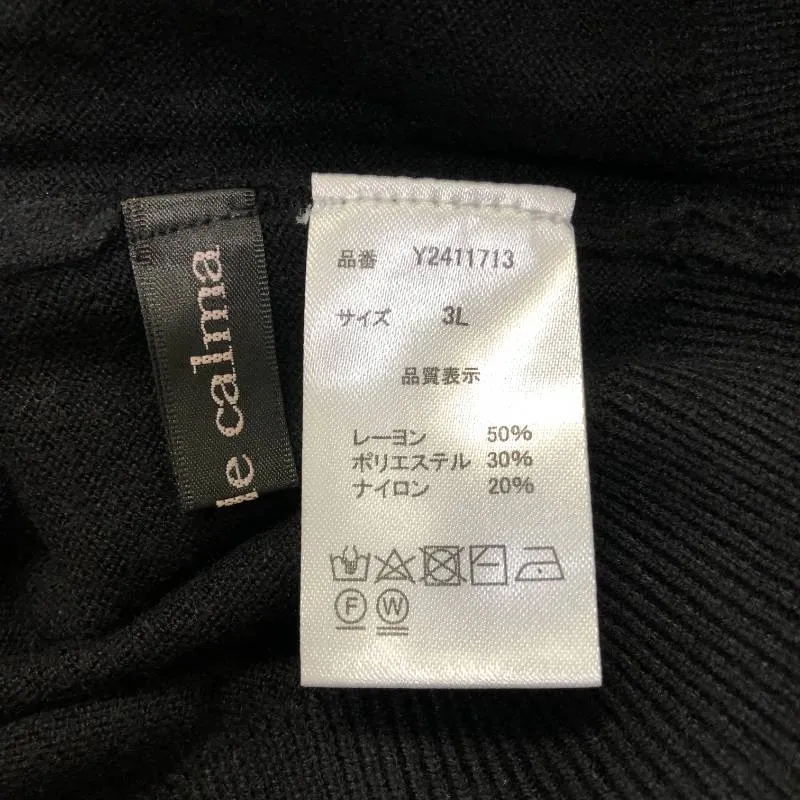 ie calma
品番 Y2411713
サイズ 3L
品質表示
レーヨン 50%
ポリエステル 30%
ナイロン 20%
F W